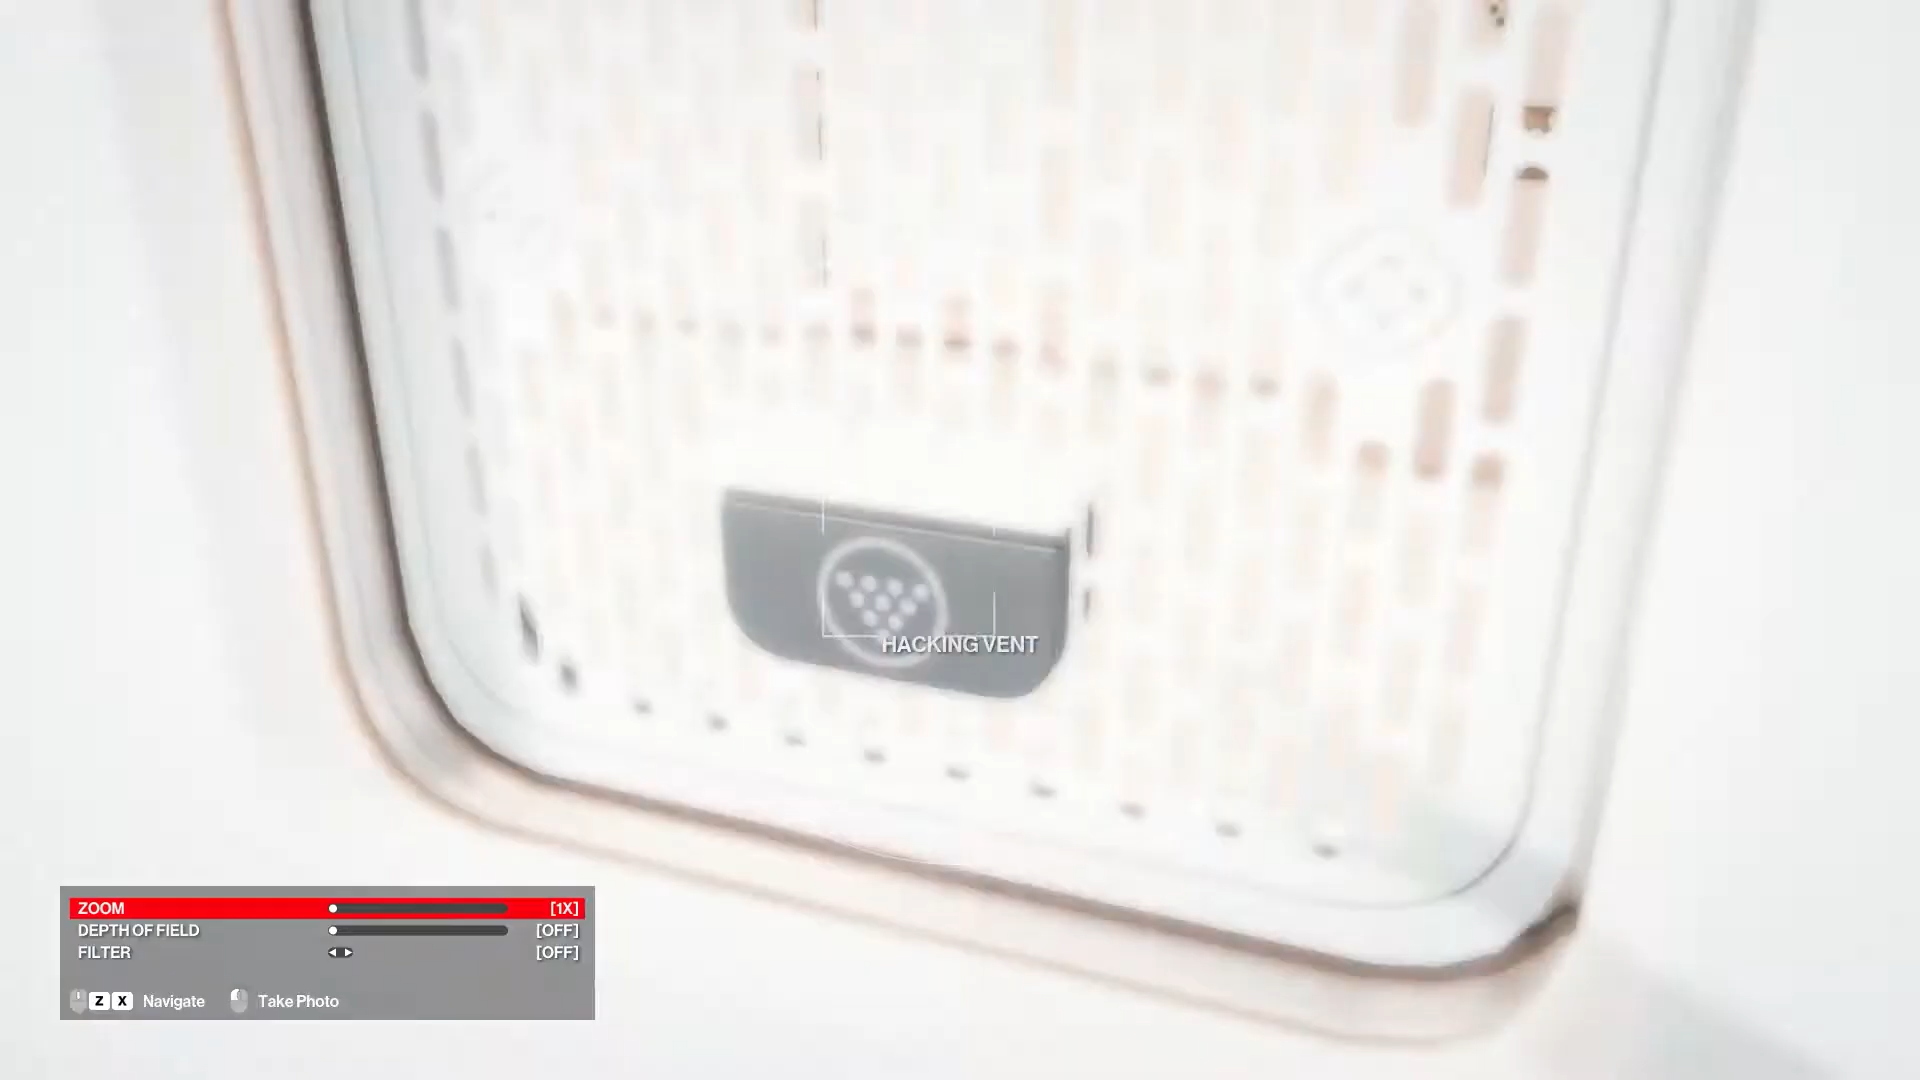 HACKING VENT
ZOOM [1X]
DEPTH OF FIELD [OFF]
FILTER [OFF]
Z X Navigate Take Photo